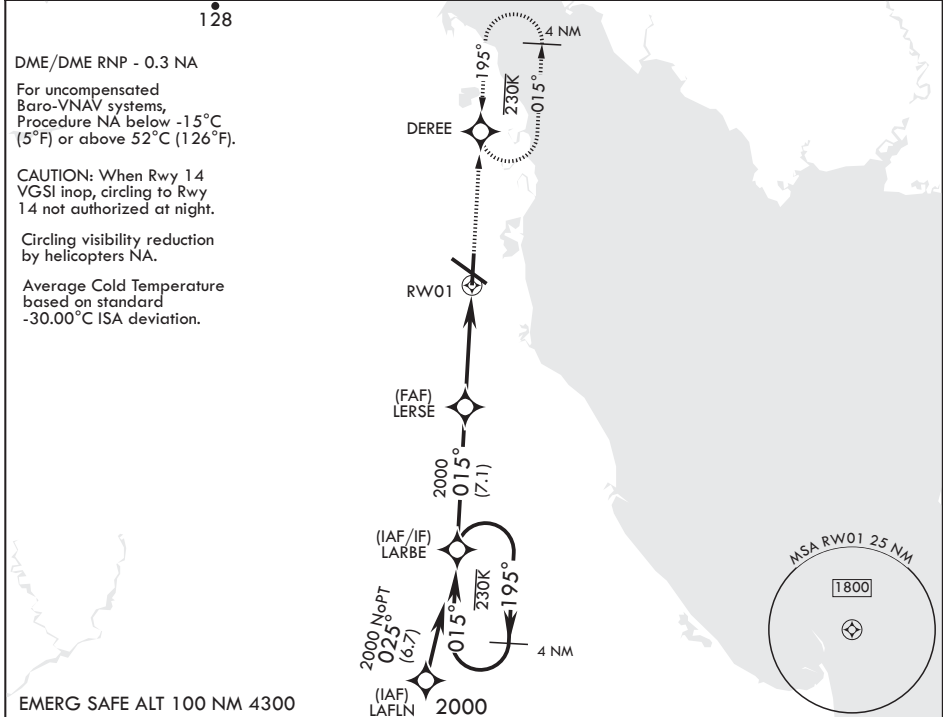 128
DME/DME RNP - 0.3 NA
For uncompensated
Baro-VNAV systems,
Procedure NA below -15°C
(5°F) or above 52°C (126°F).
CAUTION: When Rwy 14
VGSI inop, circling to Rwy
14 not authorized at night.
Circling visibility reduction
by helicopters NA.
Average Cold Temperature
based on standard
-30.00°C ISA deviation.
4 NM
195°
230K
015°
DEREE
RW01
(FAF)
LERSE
2000
015°
(7.1)
(IAF/IF)
LARBE
195°
230K
015°
4 NM
2000 NoPT
025°
(6.7)
(IAF)
LAFLN
2000
MSA RW01 25 NM
1800
EMERG SAFE ALT 100 NM 4300